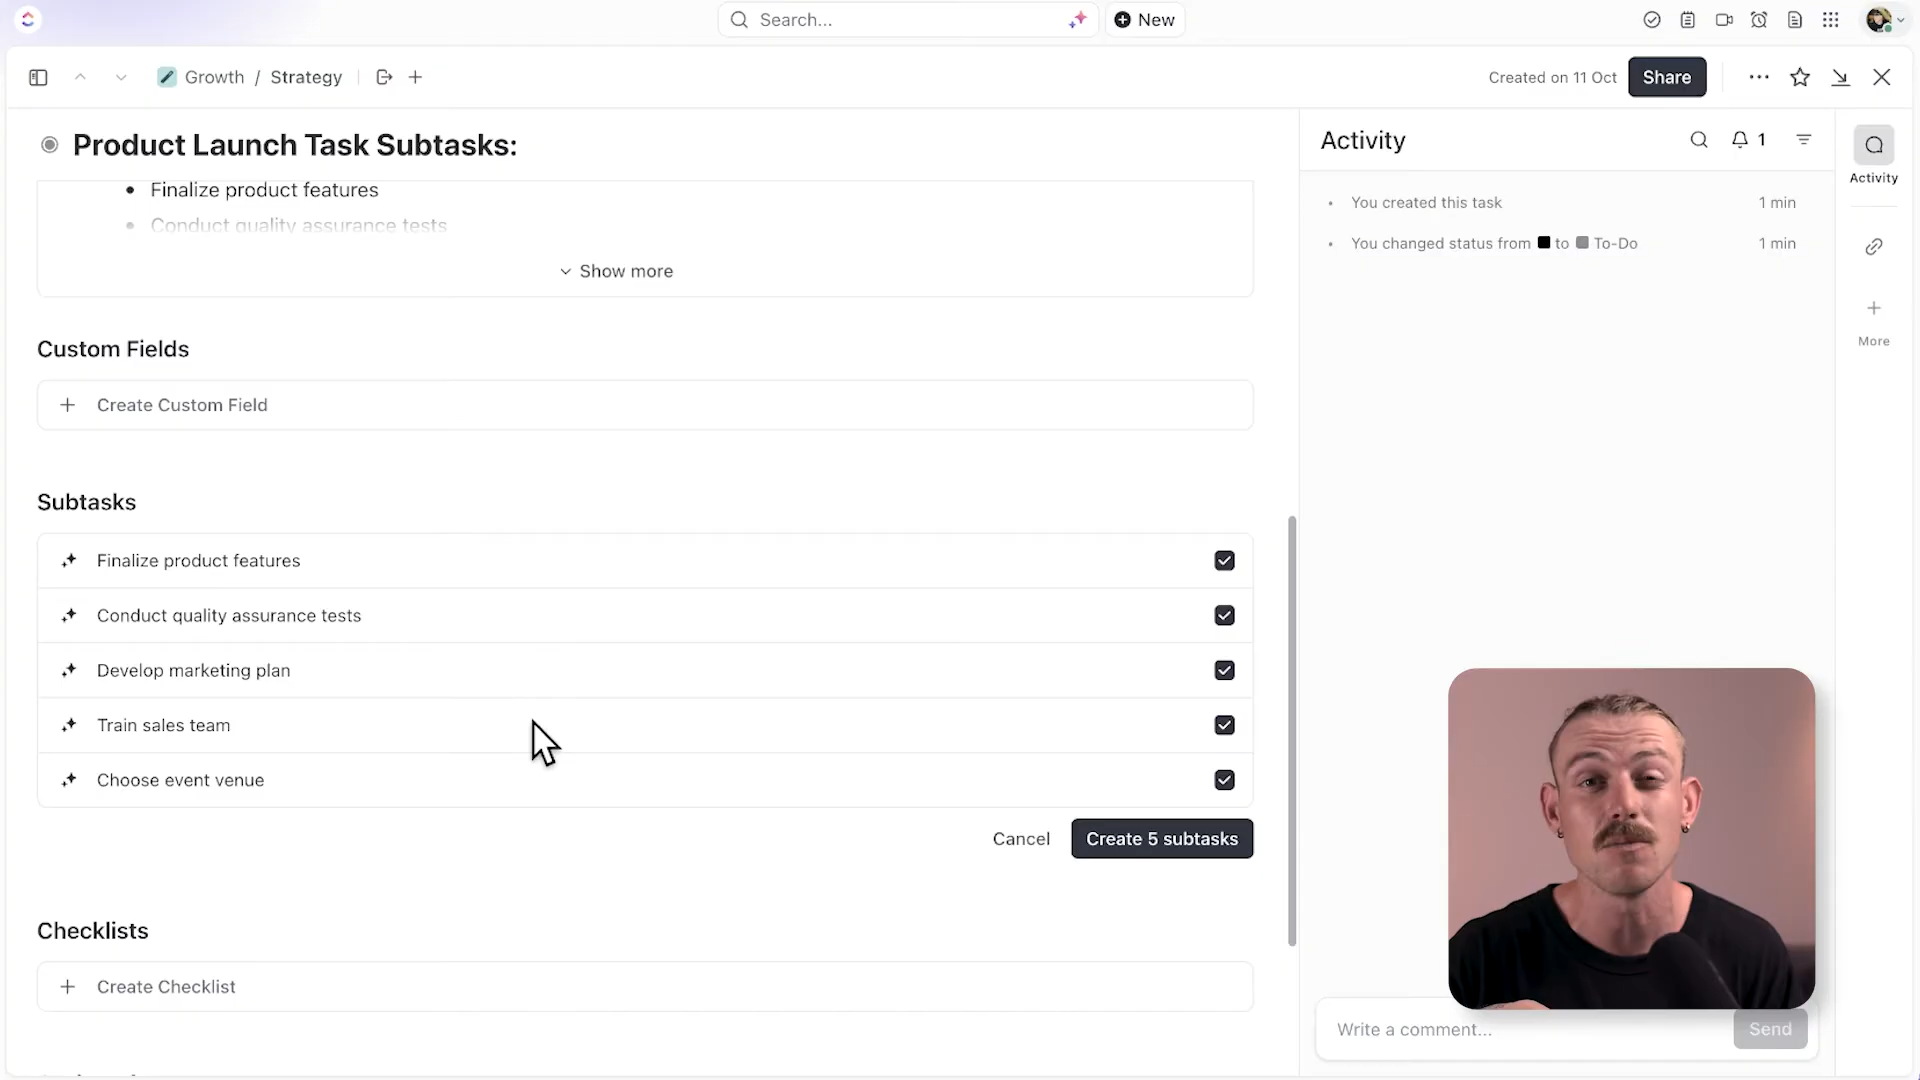 Search...
New
Growth / Strategy
Created on 11 Oct
Share
Product Launch Task Subtasks:
Finalize product features
Conduct quality assurance tests
Show more
Custom Fields
Create Custom Field
Subtasks
Finalize product features
Conduct quality assurance tests
Develop marketing plan
Train sales team
Choose event venue
Cancel
Create 5 subtasks
Checklists
Create Checklist
Activity
1
You created this task
1 min
You changed status from to To-Do
1 min
Write a comment...
Send
Activity
More